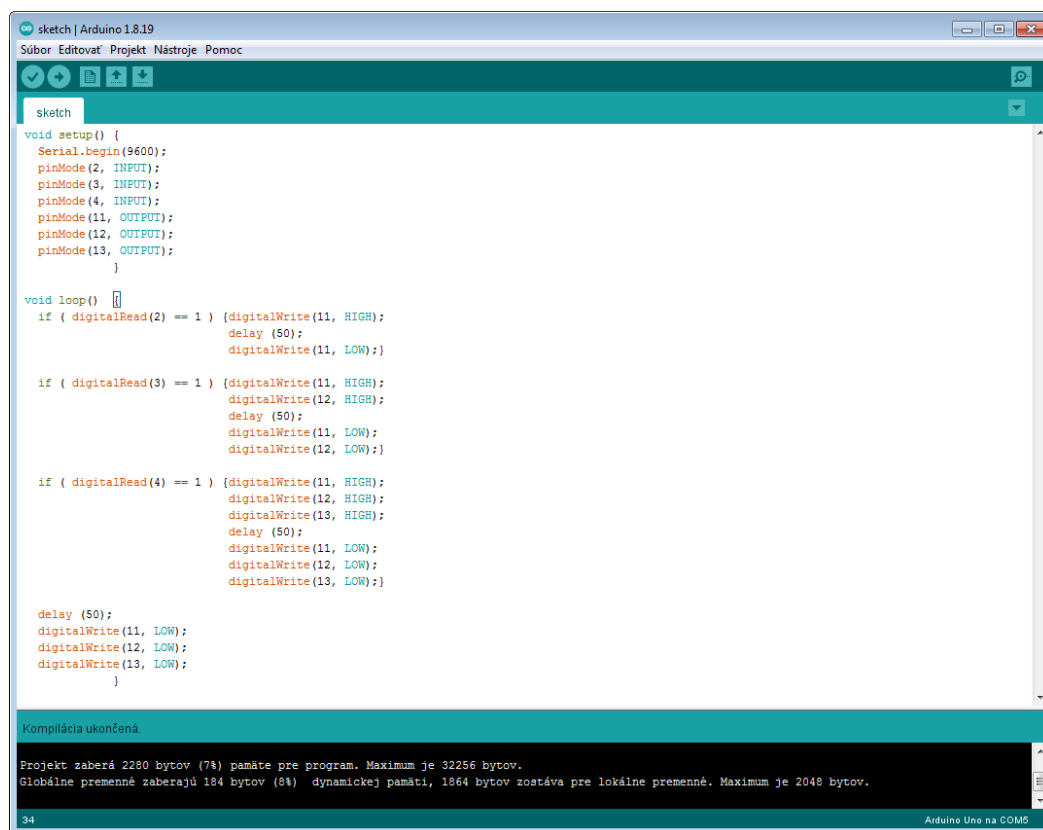 sketch | Arduino 1.8.19
Súbor Editovať Projekt Nástroje Pomoc
sketch
void setup() {
Serial.begin(9600);
pinMode(2, INPUT);
pinMode(3, INPUT);
pinMode(4, INPUT);
pinMode(11, OUTPUT);
pinMode(12, OUTPUT);
pinMode(13, OUTPUT);
}
void loop() {
if ( digitalRead(2) == 1 ) {digitalWrite(11, HIGH);
delay (50);
digitalWrite(11, LOW);}
if ( digitalRead(3) == 1 ) {digitalWrite(11, HIGH);
digitalWrite(12, HIGH);
delay (50);
digitalWrite(11, LOW);
digitalWrite(12, LOW);}
if ( digitalRead(4) == 1 ) {digitalWrite(11, HIGH);
digitalWrite(12, HIGH);
digitalWrite(13, HIGH);
delay (50);
digitalWrite(11, LOW);
digitalWrite(12, LOW);
digitalWrite(13, LOW);}
delay (50);
digitalWrite(11, LOW);
digitalWrite(12, LOW);
digitalWrite(13, LOW);
}
Kompilácia ukončená.
Projekt zaberá 2280 bytov (7%) pamäte pre program. Maximum je 32256 bytov.
Globálne premenné zaberajú 184 bytov (8%) dynamickej pamäti, 1864 bytov zostáva pre lokálne premenné. Maximum je 2048 bytov.
34 Arduino Uno na COM5